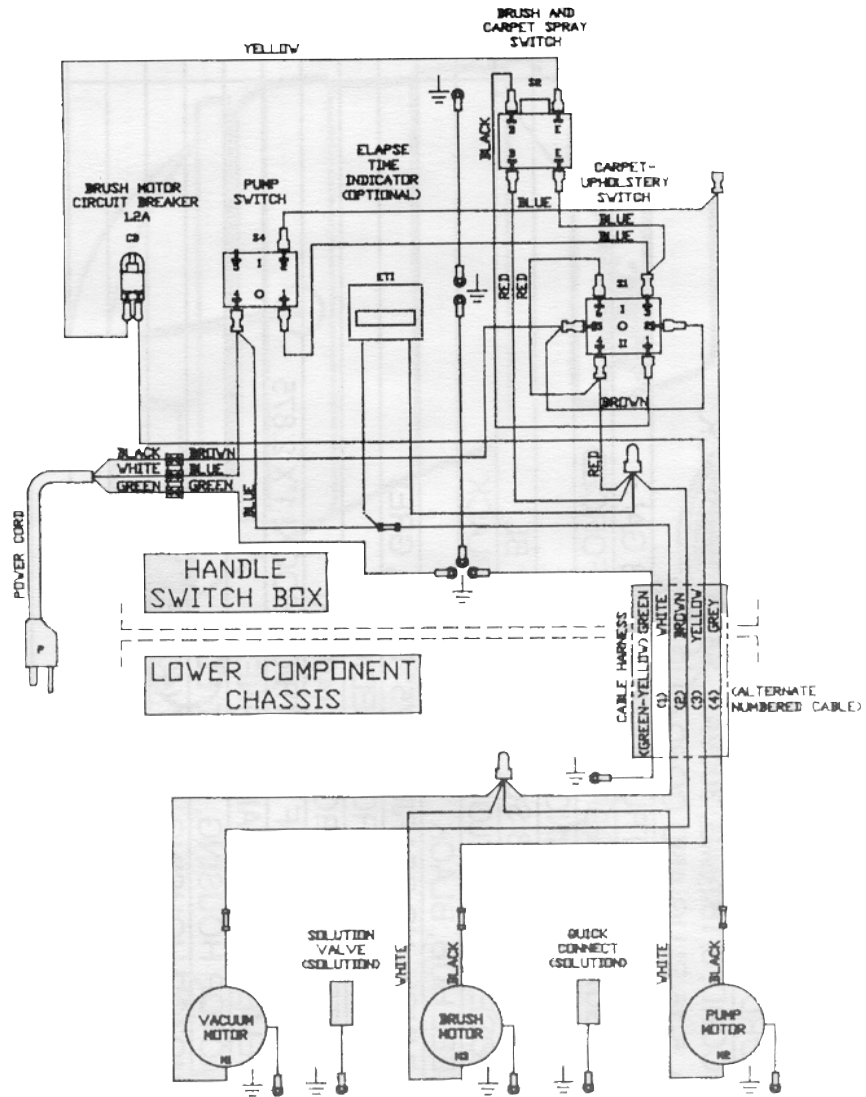 BRUSH AND
CARPET SPRAY
SWITCH
YELLOW
S2
BLACK
ELAPSE
TIME
INDICATOR
(OPTIONAL)
CARPET-
UPHOLSTERY
SWITCH
BRUSH MOTOR
CIRCUIT BREAKER
1.2A
PUMP
SWITCH
BLUE
BLUE
BLUE
CB
S4
ETI
RED
RED
S1
I
O
I
O
II
BROWN
BLACK
BROWN
WHITE
BLUE
GREEN
GREEN
BLUE
RED
POWER CORD
HANDLE
SWITCH BOX
P
LOWER COMPONENT
CHASSIS
CABLE HARNESS
(GREEN-YELLOW) GREEN
WHITE
BROWN
YELLOW
GREY
(1)
(2)
(3)
(4)
(ALTERNATE
NUMBERED CABLE)
SOLUTION
VALVE
(SOLUTION)
WHITE
BLACK
QUICK
CONNECT
(SOLUTION)
WHITE
BLACK
VACUUM
MOTOR
M1
BRUSH
MOTOR
M3
PUMP
MOTOR
M2